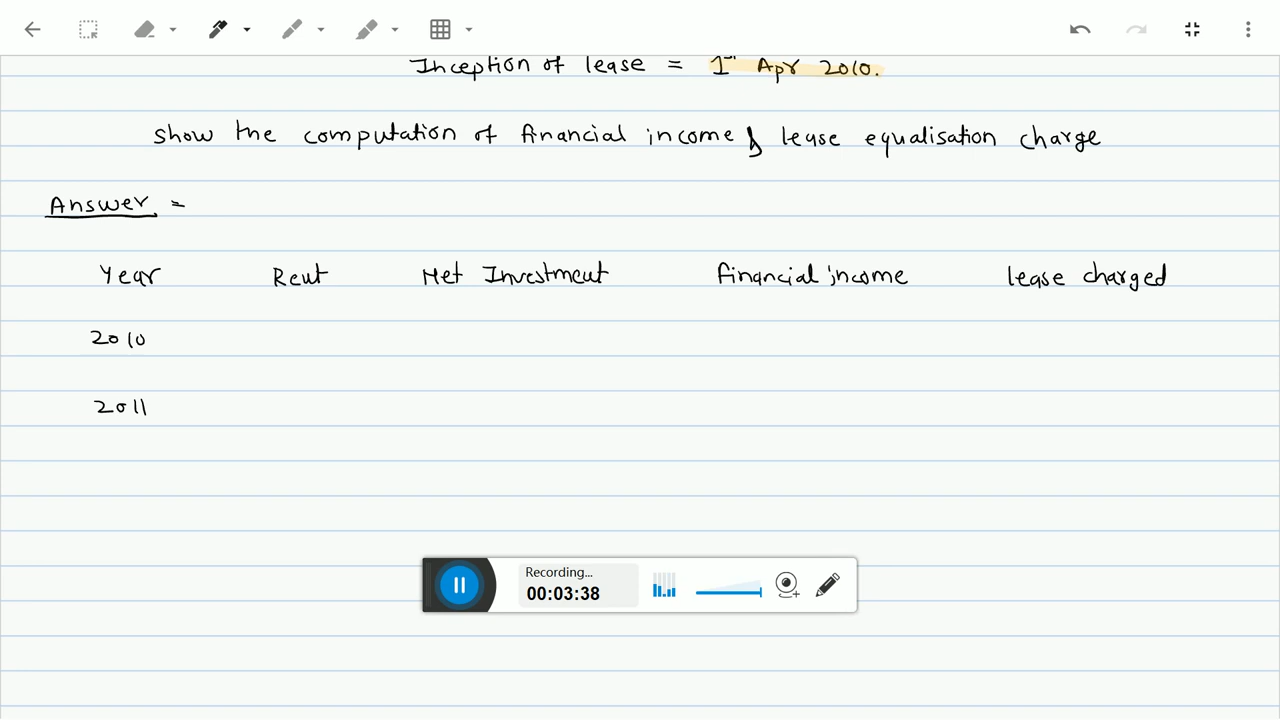 Inception of lease = 1st Apr 2010.
show the computation of financial income & lease equalisation charge
Answer =
Year Rent Net Investment financial income lease charged
2010
2011
Recording...
00:03:38